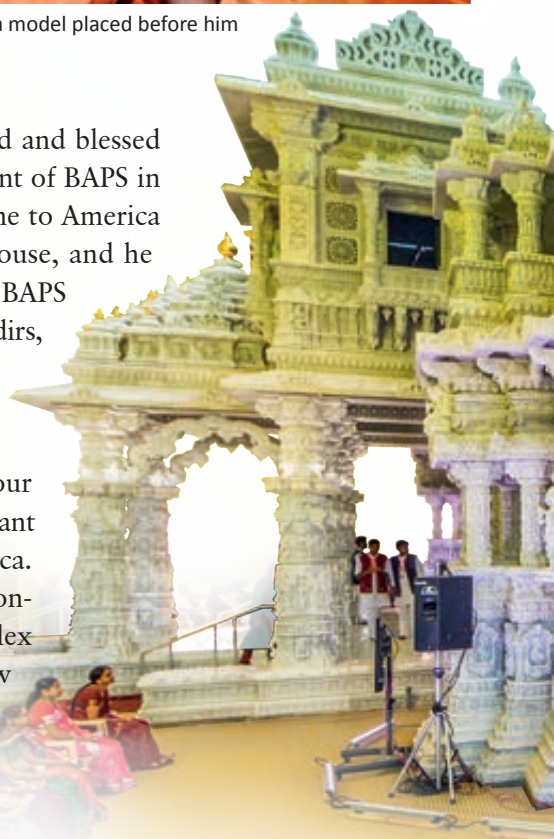 model placed before him
d and blessed
nt of BAPS in
ne to America
ouse, and he
BAPS
dirs,
our
ant
ica.
on-
lex
w